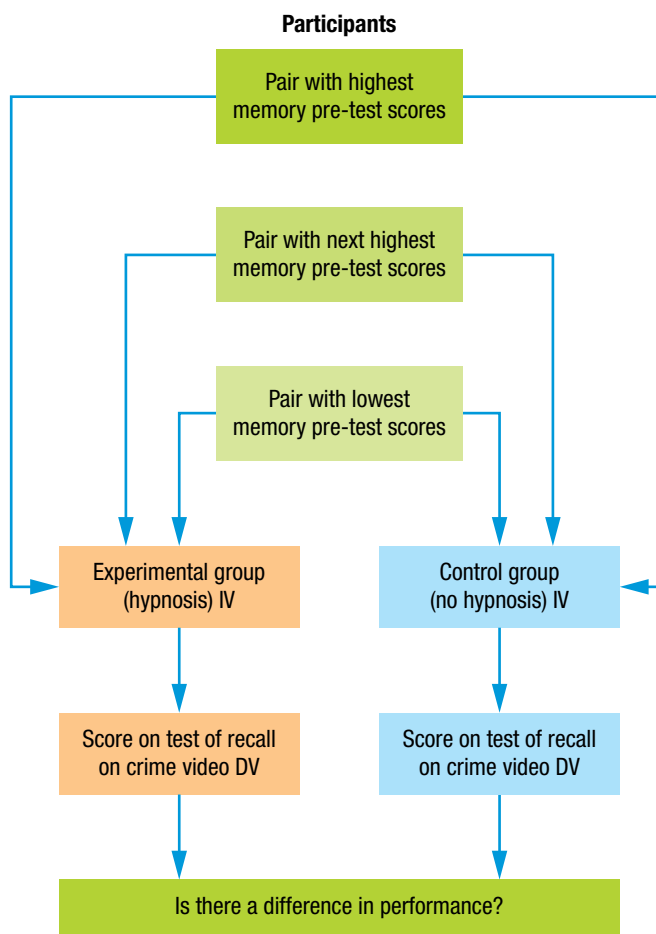 Participants
Pair with highest
memory pre-test scores
Pair with next highest
memory pre-test scores
Pair with lowest
memory pre-test scores
Experimental group
(hypnosis) IV
Control group
(no hypnosis) IV
Score on test of recall
on crime video DV
Score on test of recall
on crime video DV
Is there a difference in performance?